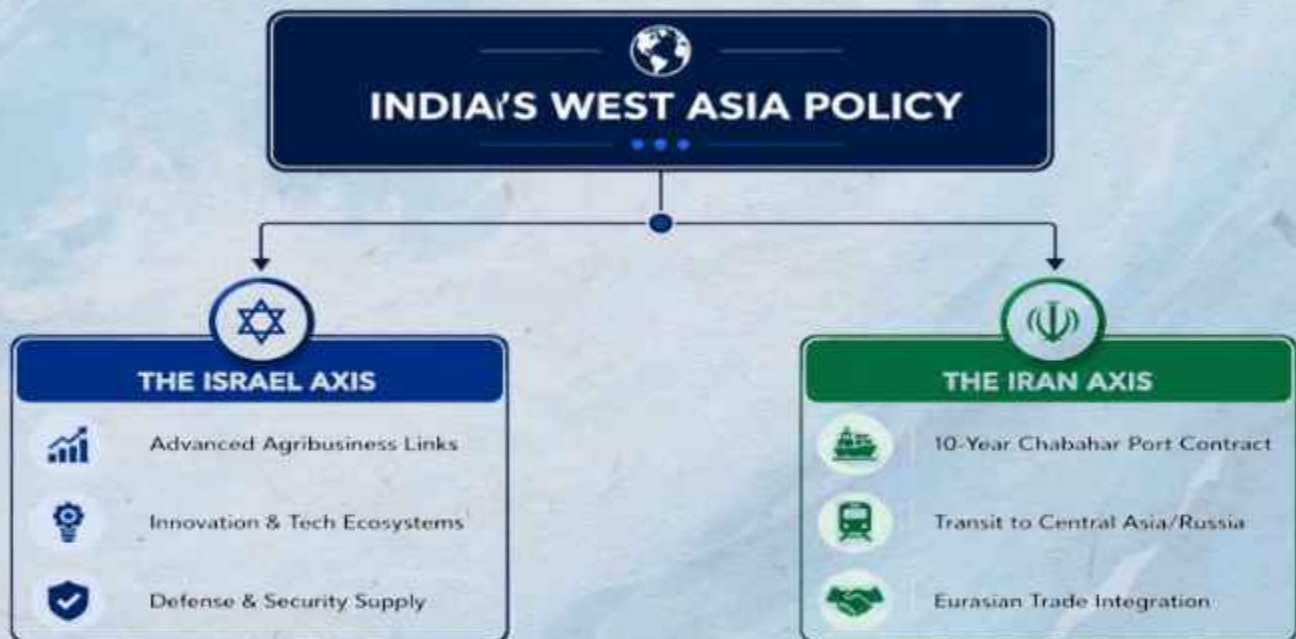 INDIA'S WEST ASIA POLICY
THE ISRAEL AXIS
Advanced Agribusiness Links
Innovation & Tech Ecosystems
Defense & Security Supply
THE IRAN AXIS
10-Year Chabahar Port Contract
Transit to Central Asia/Russia
Eurasian Trade Integration